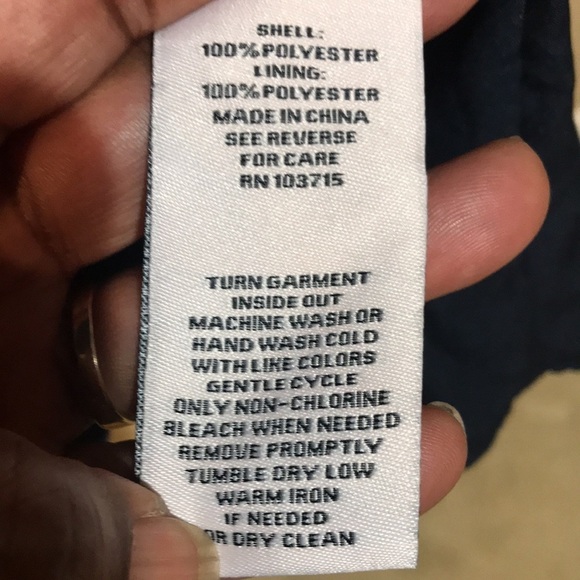 SHELL:
100% POLYESTER
LINING:
100% POLYESTER
MADE IN CHINA
SEE REVERSE
FOR CARE
RN 103715
TURN GARMENT
INSIDE OUT
MACHINE WASH OR
HAND WASH COLD
WITH LIKE COLORS
GENTLE CYCLE
ONLY NON-CHLORINE
BLEACH WHEN NEEDED
REMOVE PROMPTLY
TUMBLE DRY LOW
WARM IRON
IF NEEDED
OR DRY CLEAN